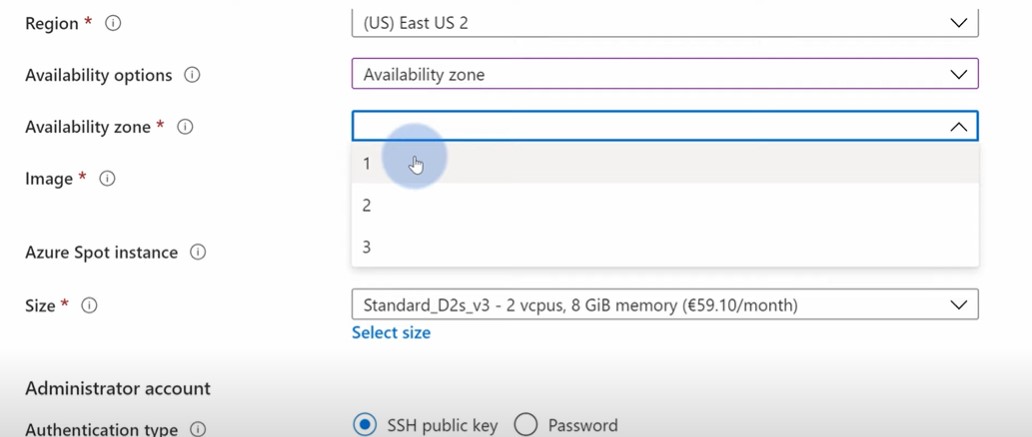 Region * (US) East US 2
Availability options Availability zone
Availability zone *
1
Image *
2
3
Azure Spot instance
Size * Standard_D2s_v3 - 2 vcpus, 8 GiB memory (€59.10/month)
Select size
Administrator account
Authentication type SSH public key Password